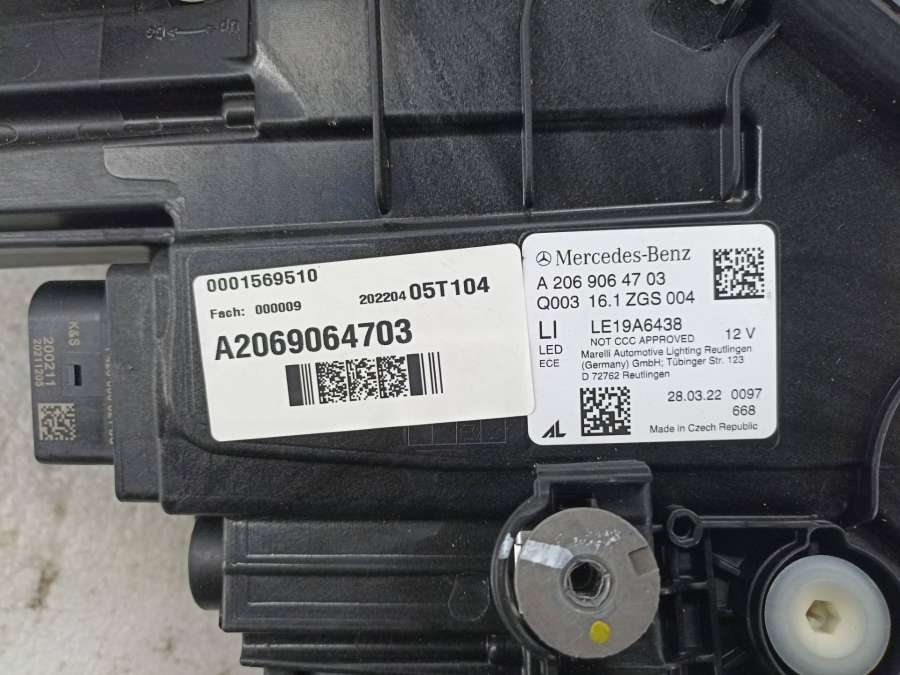 0001569510
Fach: 000009
202204 05T104
A2069064703
Mercedes-Benz
A 206 906 47 03
Q003 16.1 ZGS 004
LI LE19A6438
LED NOT CCC APPROVED 12 V
ECE Marelli Automotive Lighting Reutlingen
(Germany) GmbH; Tübinger Str. 123
D 72762 Reutlingen
28.03.22 0097
668
AL
Made in Czech Republic
K&S
200211
20211205